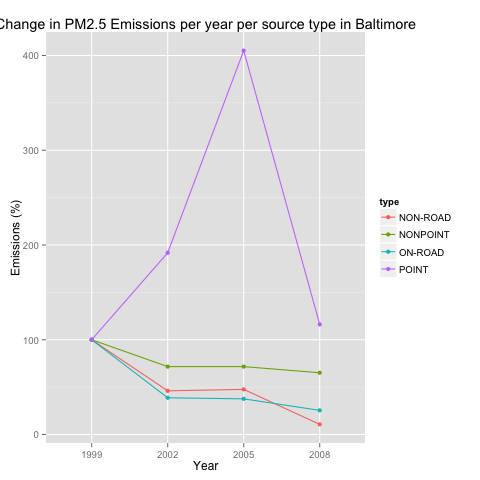 Change in PM2.5 Emissions per year per source type in Baltimore
400
300
200
100
0
Emissions (%)
1999 2002 2005 2008
Year
type
NON-ROAD
NONPOINT
ON-ROAD
POINT